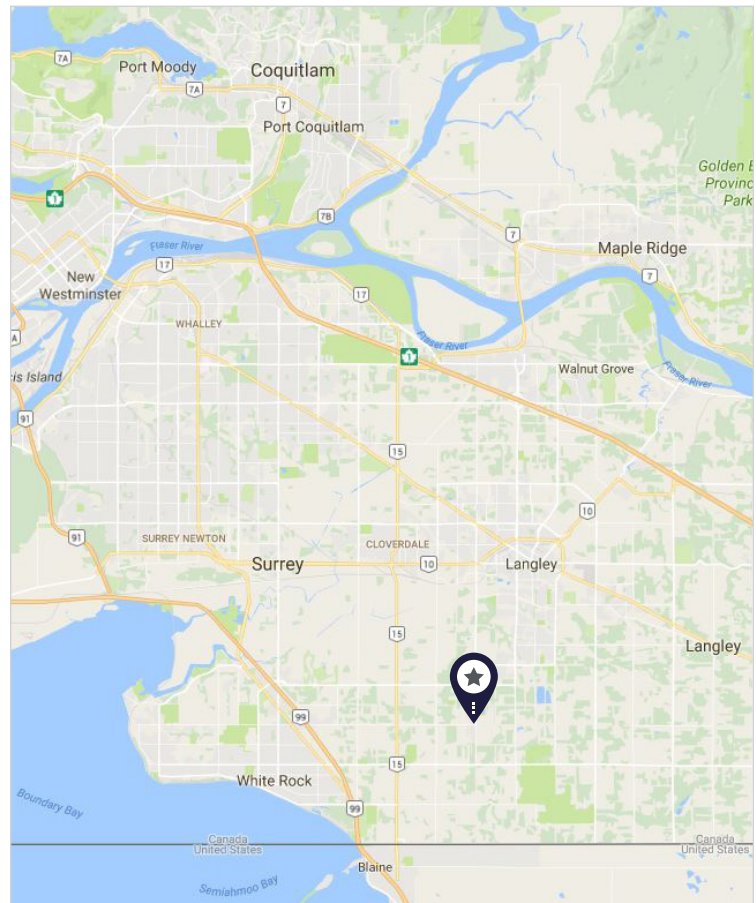 7A
Port Moody
Coquitlam
7A
7
Port Coquitlam
Golden E
Provinc
Park
1
7B
Fraser River
7
Maple Ridge
17
7
New
Westminster
17
WHALLEY
A
Fraser River
1
cis Island
Walnut Grove
Fraser River
91
15
10
91
SURREY NEWTON
CLOVERDALE
Surrey
10
Langley
15
Langley
99
15
White Rock
Boundary Bay
99
Canada
United States
Canada
United States
Blaine
Semiahmoo Bay